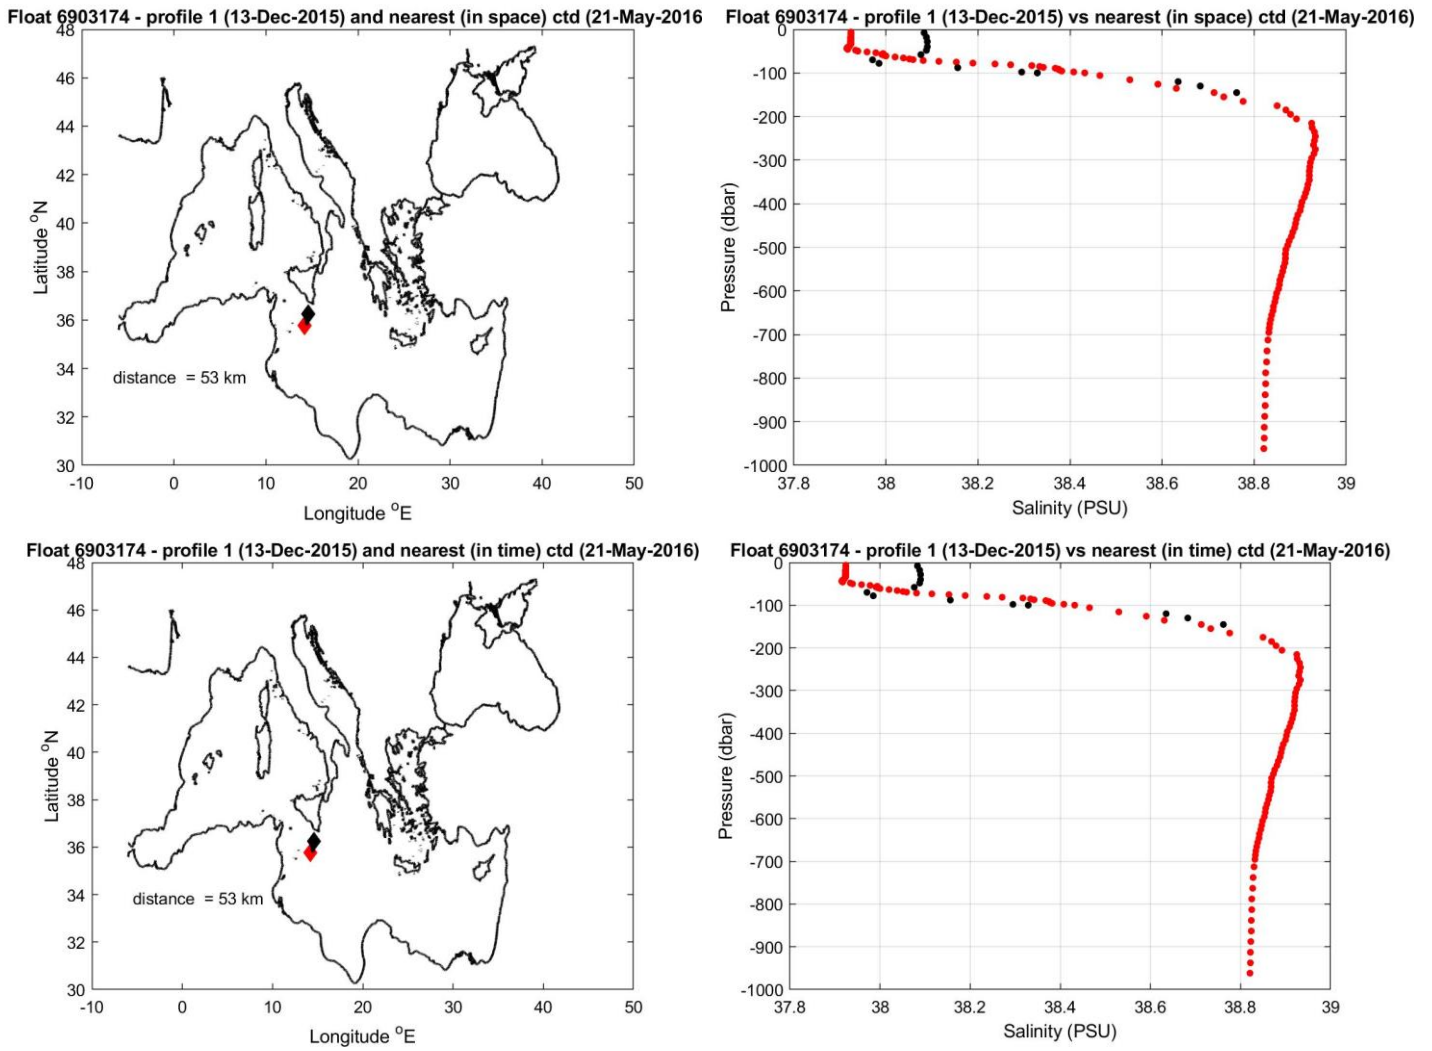 Float 6903174 - profile 1 (13-Dec-2015) and nearest (in space) ctd (21-May-2016
48
46
44
42
40
38
36
34
32
30
Latitude °N
distance = 53 km
-10 0 10 20 30 40 50
Longitude °E
Float 6903174 - profile 1 (13-Dec-2015) vs nearest (in space) ctd (21-May-2016)
0
-100
-200
-300
-400
-500
-600
-700
-800
-900
-1000
Pressure (dbar)
37.8 38 38.2 38.4 38.6 38.8 39
Salinity (PSU)
Float 6903174 - profile 1 (13-Dec-2015) and nearest (in time) ctd (21-May-2016)
48
46
44
42
40
38
36
34
32
30
Latitude °N
distance = 53 km
-10 0 10 20 30 40 50
Longitude °E
Float 6903174 - profile 1 (13-Dec-2015) vs nearest (in time) ctd (21-May-2016)
0
-100
-200
-300
-400
-500
-600
-700
-800
-900
-1000
Pressure (dbar)
37.8 38 38.2 38.4 38.6 38.8 39
Salinity (PSU)